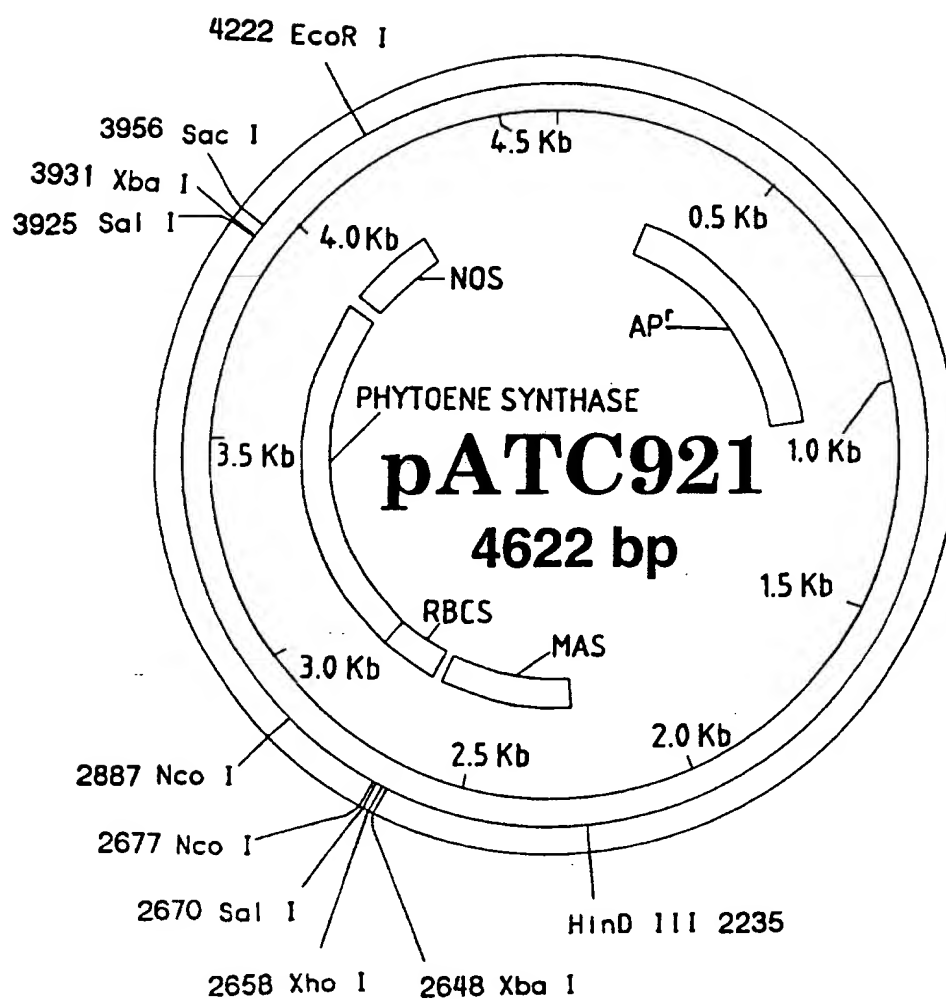 4222 EcoR I
3956 Sac I
3931 Xba I
3925 Sal I
4.5 Kb
0.5 Kb
4.0 Kb
NOS
APr
PHYTOENE SYNTHASE
3.5 Kb
1.0 Kb
pATC921
4622 bp
1.5 Kb
RBCS
MAS
3.0 Kb
2.0 Kb
2.5 Kb
2887 Nco I
2677 Nco I
2670 Sal I
HinD III 2235
2658 Xho I
2648 Xba I